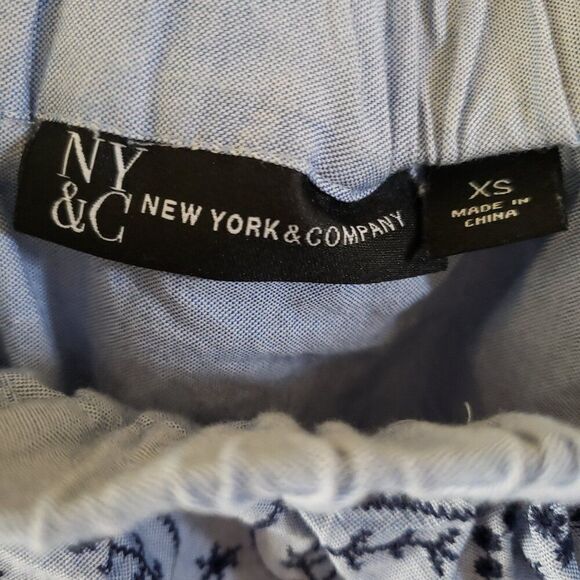 NY
&C
NEW YORK & COMPANY
XS
MADE IN
CHINA